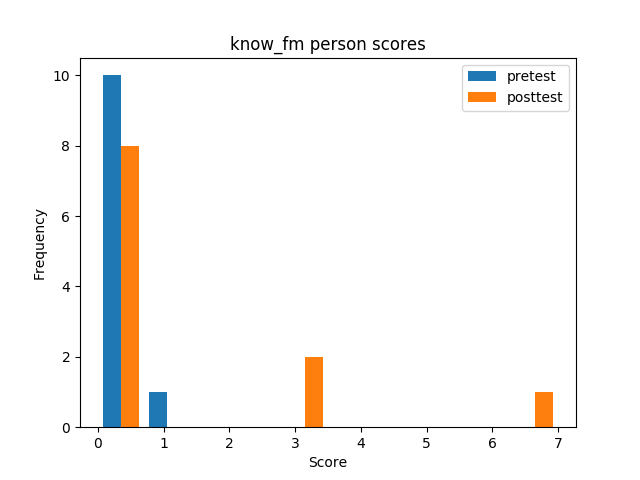 know_fm person scores
pretest
posttest
10
8
6
4
2
0
Frequency
0 1 2 3 4 5 6 7
Score